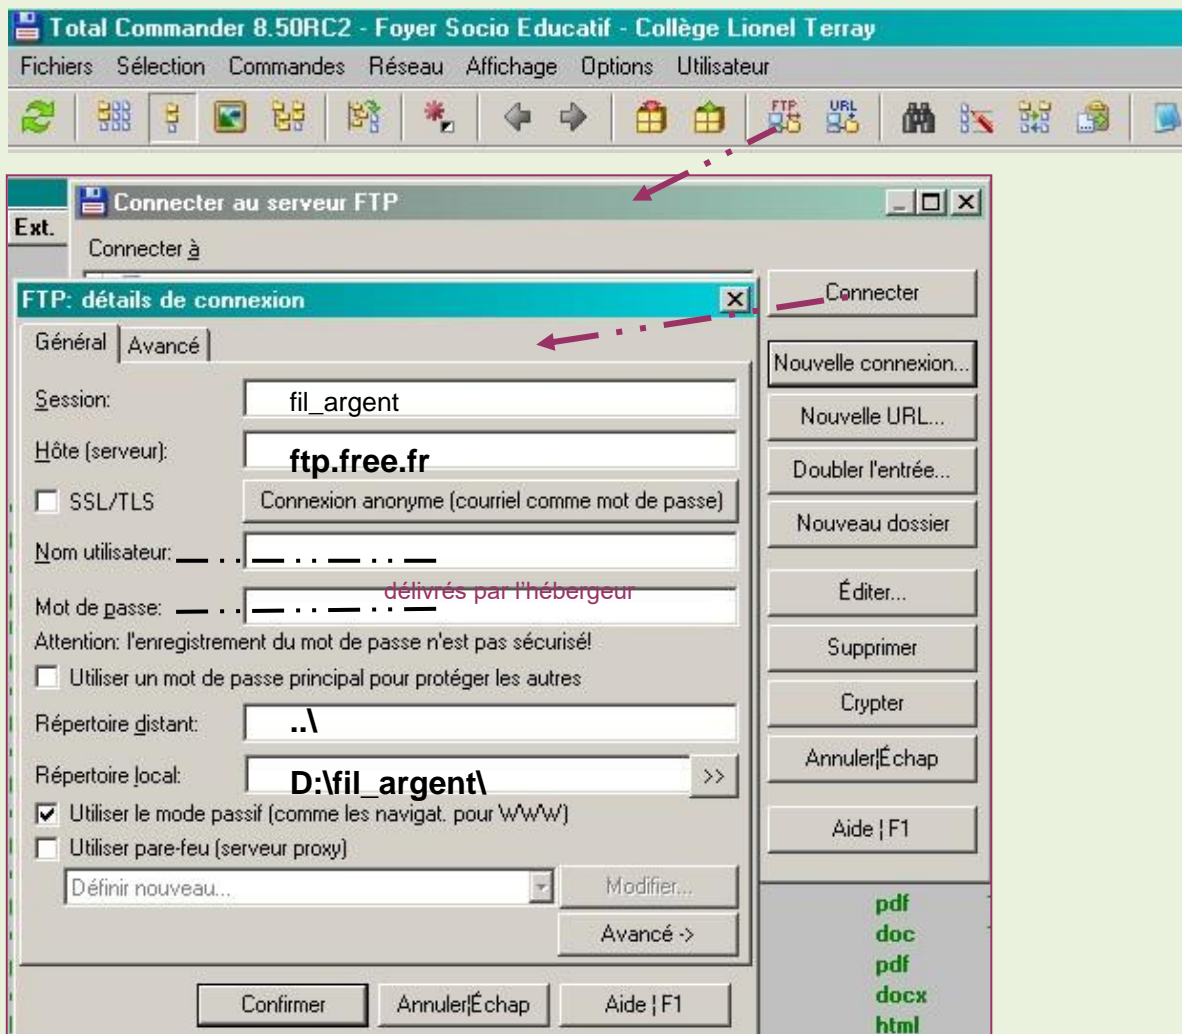 Total Commander 8.50RC2 - Foyer Socio Educatif - Collège Lionel Terray
Fichiers Sélection Commandes Réseau Affichage Options Utilisateur
FTP URL
Connecter au serveur FTP
Ext.
Connecter à
FTP: détails de connexion
Connecter
Général Avancé
Nouvelle connexion...
Session: fil_argent
Nouvelle URL...
Hôte (serveur): ftp.free.fr
Doubler l'entrée...
SSL/TLS Connexion anonyme (courriel comme mot de passe)
Nouveau dossier
Nom utilisateur:
délivrés par l'hébergeur
Éditer...
Mot de passe:
Attention: l'enregistrement du mot de passe n'est pas sécurisé!
Supprimer
Utiliser un mot de passe principal pour protéger les autres
Crypter
Répertoire distant: ..\
Annuler¦Échap
Répertoire local: D:\fil_argent\ >>
Utiliser le mode passif (comme les navigat. pour WWW)
Aide ¦ F1
Utiliser pare-feu (serveur proxy)
Définir nouveau... Modifier...
pdf
Avancé ->
doc
pdf
docx
Confirmer Annuler¦Échap Aide ¦ F1
html